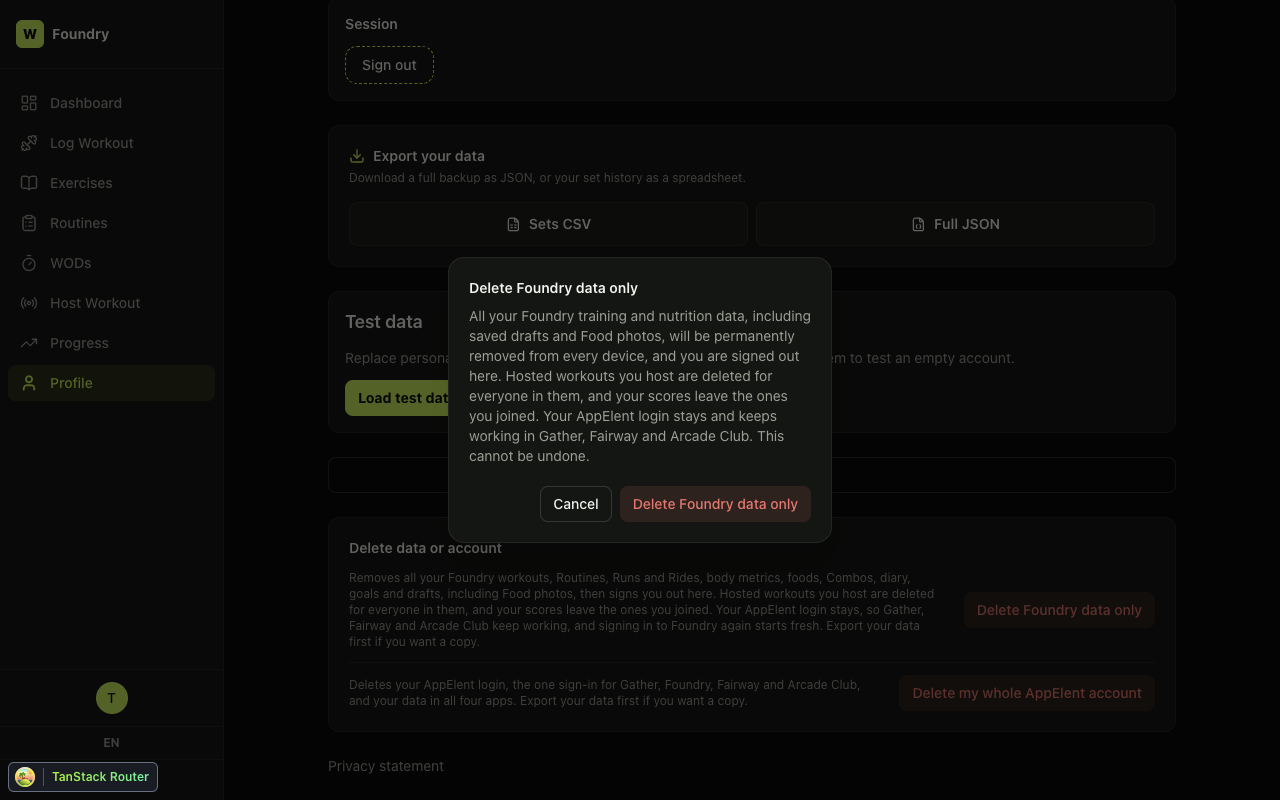 W Foundry
Dashboard
Log Workout
Exercises
Routines
WODs
Host Workout
Progress
Profile
T
EN
TanStack Router
Session
Sign out
Export your data
Download a full backup as JSON, or your set history as a spreadsheet.
Sets CSV
Full JSON
Test data
Replace persona
em to test an empty account.
Load test dat
Delete Foundry data only
All your Foundry training and nutrition data, including
saved drafts and Food photos, will be permanently
removed from every device, and you are signed out
here. Hosted workouts you host are deleted for
everyone in them, and your scores leave the ones
you joined. Your AppElent login stays and keeps
working in Gather, Fairway and Arcade Club. This
cannot be undone.
Cancel
Delete Foundry data only
Delete data or account
Removes all your Foundry workouts, Routines, Runs and Rides, body metrics, foods, Combos, diary,
goals and drafts, including Food photos, then signs you out here. Hosted workouts you host are deleted
for everyone in them, and your scores leave the ones you joined. Your AppElent login stays, so Gather,
Fairway and Arcade Club keep working, and signing in to Foundry again starts fresh. Export your data
first if you want a copy.
Delete Foundry data only
Deletes your AppElent login, the one sign-in for Gather, Foundry, Fairway and Arcade Club,
and your data in all four apps. Export your data first if you want a copy.
Delete my whole AppElent account
Privacy statement